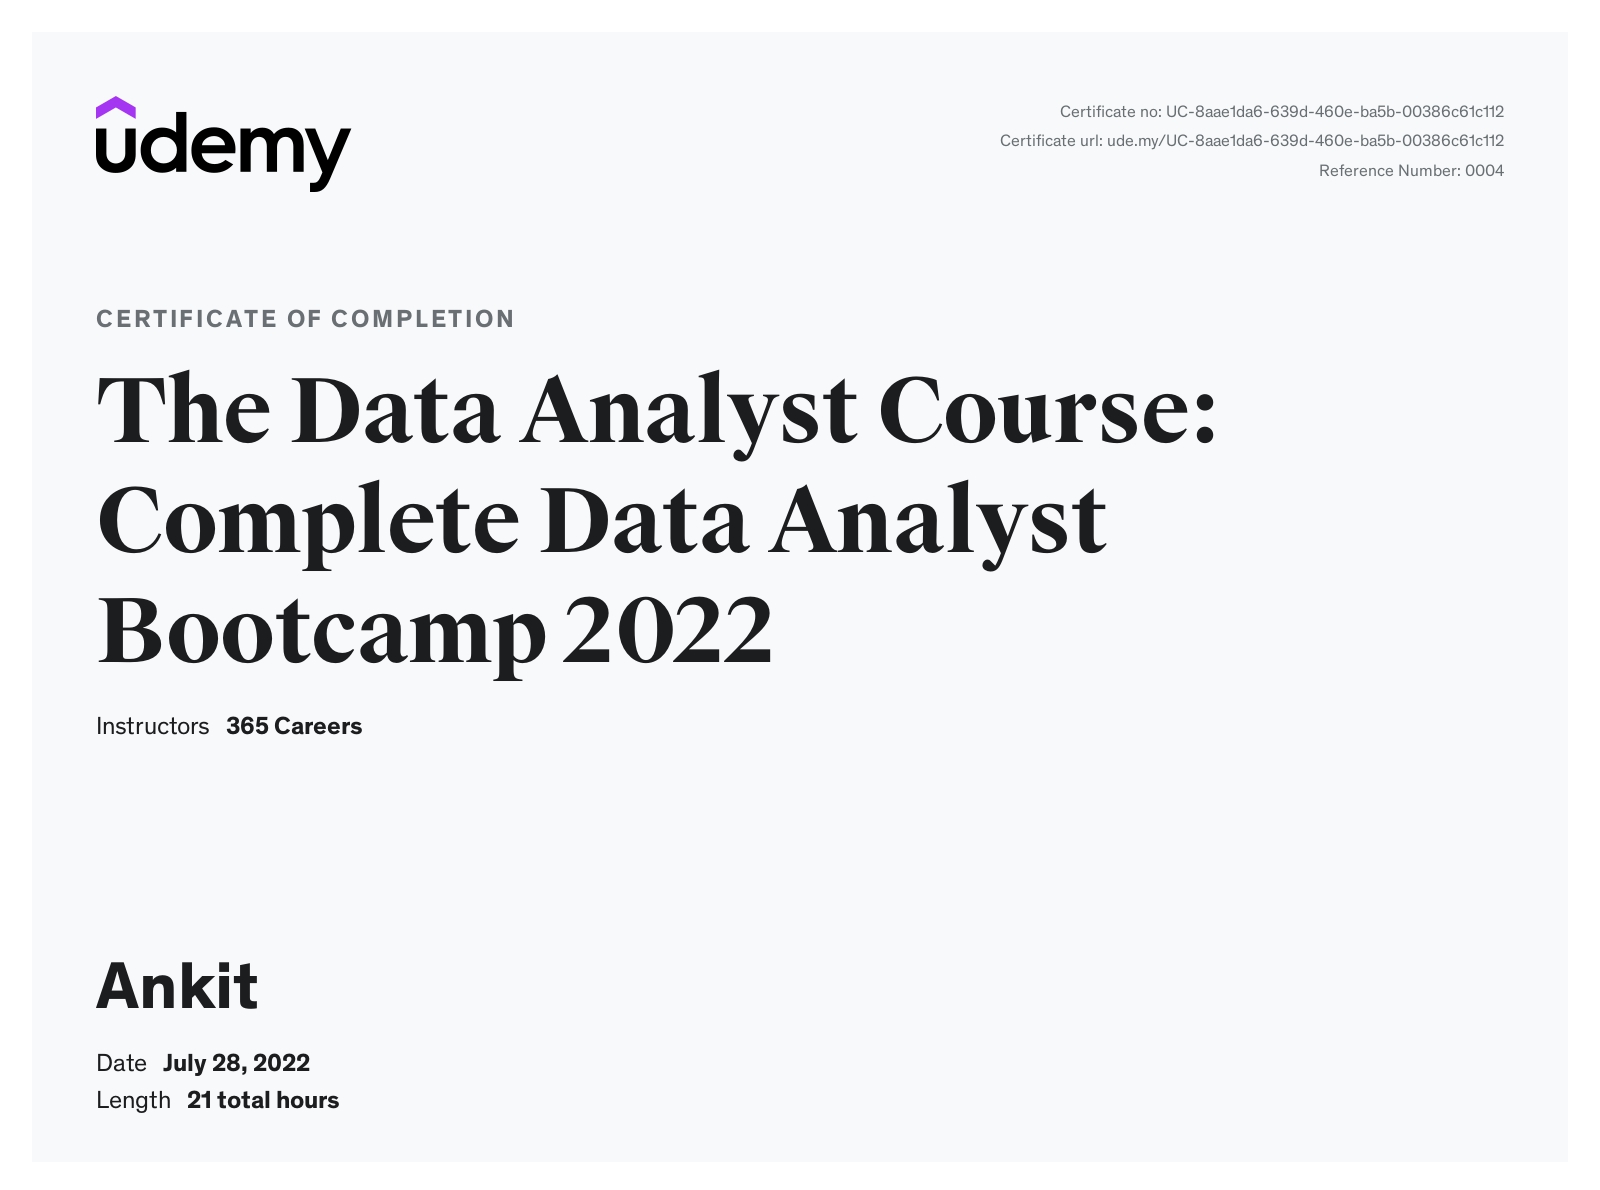 udemy
Certificate no: UC-8aae1da6-639d-460e-ba5b-00386c61c112
Certificate url: ude.my/UC-8aae1da6-639d-460e-ba5b-00386c61c112
Reference Number: 0004
CERTIFICATE OF COMPLETION
The Data Analyst Course:
Complete Data Analyst
Bootcamp 2022
Instructors 365 Careers
Ankit
Date July 28, 2022
Length 21 total hours